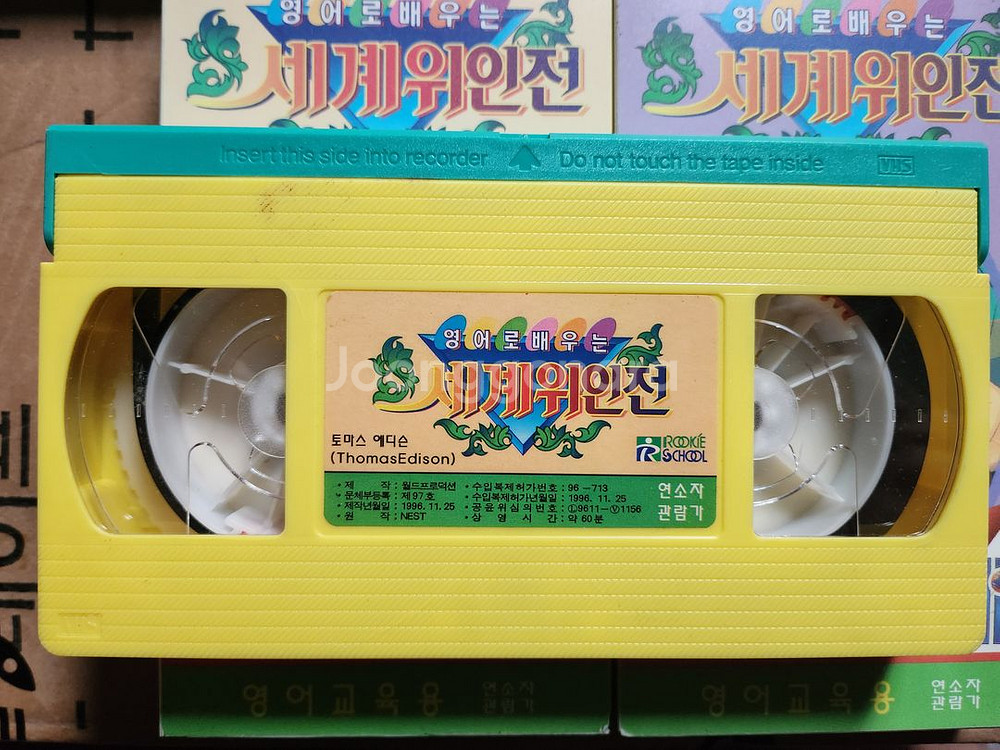 영어로배우는
세계위인전
영어로배우는
세계위인전
Insert this side into recorder
Do not touch the tape inside
VHS
영어로배우는
세계위인전
Joonggonara
토마스 에디슨
(ThomasEdison)
ROOKIE
SCHOOL
• 제 작 : 월드프로덕션
• 문체부등록 : 제97호
• 제작년월일 : 1996. 11. 25
• 원 작 : NEST
• 수입복제허가번호 : 96-713
• 수입복제허가년월일 : 1996. 11. 25
• 공윤위심의번호 : Ⓛ9611-Ⓥ1156
• 상 영 시 간 : 약 60분
연소자
관람가
VHS
영어교육용
연소자
관람가
영어교육용
연소자
관람가